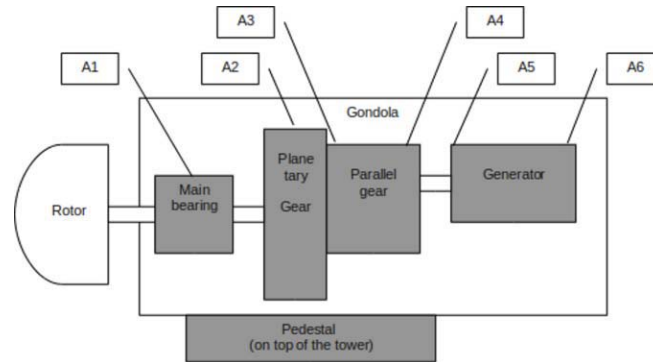 A3
A4
A1
A2
A5
A6
Gondola
Rotor
Main
bearing
Plane
tary
Gear
Parallel
gear
Generator
Pedestal
(on top of the tower)